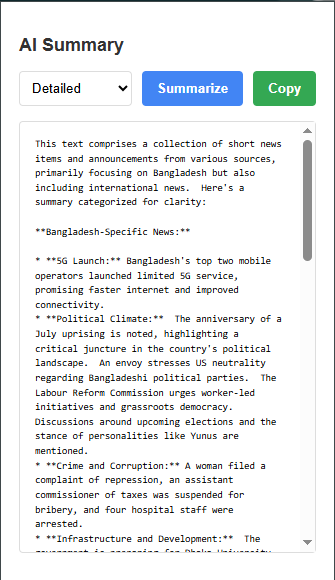 AI Summary
Detailed Summarize Copy
This text comprises a collection of short news
items and announcements from various sources,
primarily focusing on Bangladesh but also
including international news.  Here's a
summary categorized for clarity:
**Bangladesh-Specific News:**
* **5G Launch:** Bangladesh's top two mobile
operators launched limited 5G service,
promising faster internet and improved
connectivity.
* **Political Climate:**  The anniversary of a
July uprising is noted, highlighting a
critical juncture in the country's political
landscape.  An envoy stresses US neutrality
regarding Bangladeshi political parties.  The
Labour Reform Commission urges worker-led
initiatives and grassroots democracy.
Discussions around upcoming elections and the
stance of personalities like Yunus are
mentioned.
* **Crime and Corruption:** A woman filed a
complaint of repression, an assistant
commissioner of taxes was suspended for
bribery, and four hospital staff were
arrested.
* **Infrastructure and Development:**  The
government is preparing for Dhaka University